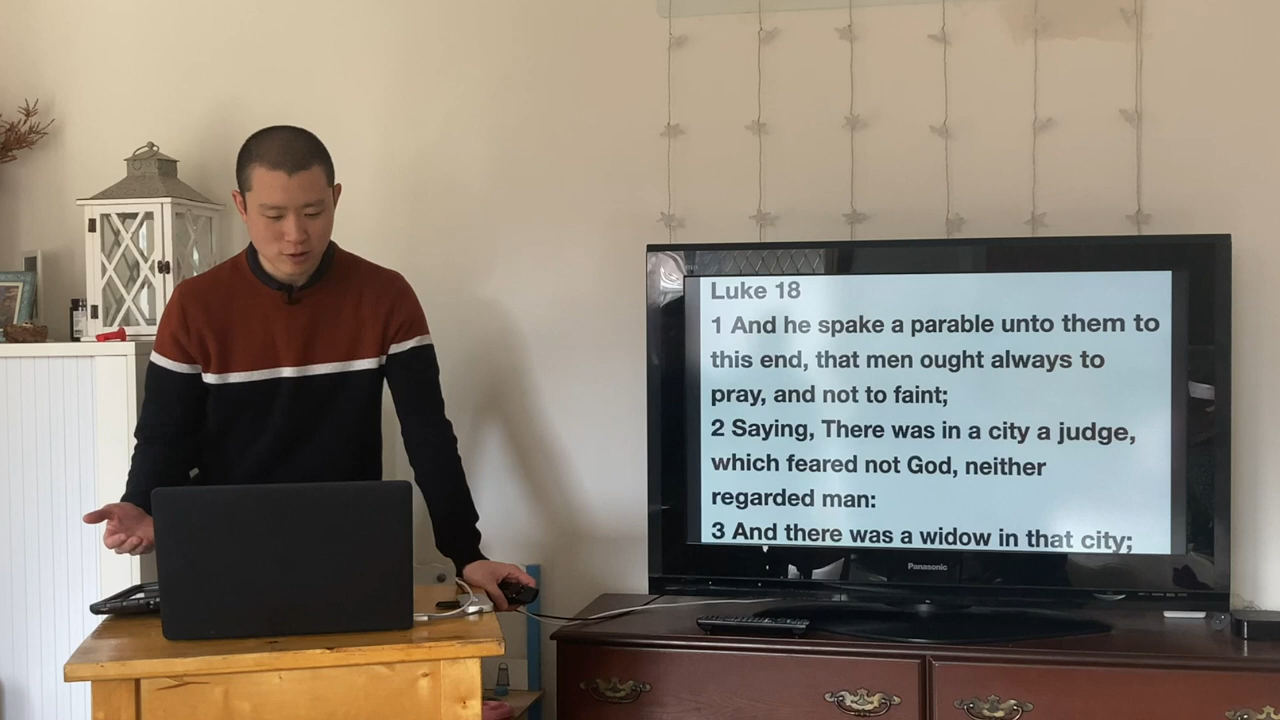 Luke 18
1 And he spake a parable unto them to
this end, that men ought always to
pray, and not to faint;
2 Saying, There was in a city a judge,
which feared not God, neither
regarded man:
3 And there was a widow in that city;
Panasonic